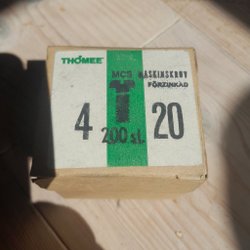 THOMÉE
MCS MASKINSKRUV
FÖRZINKAD
4 20
200 st.